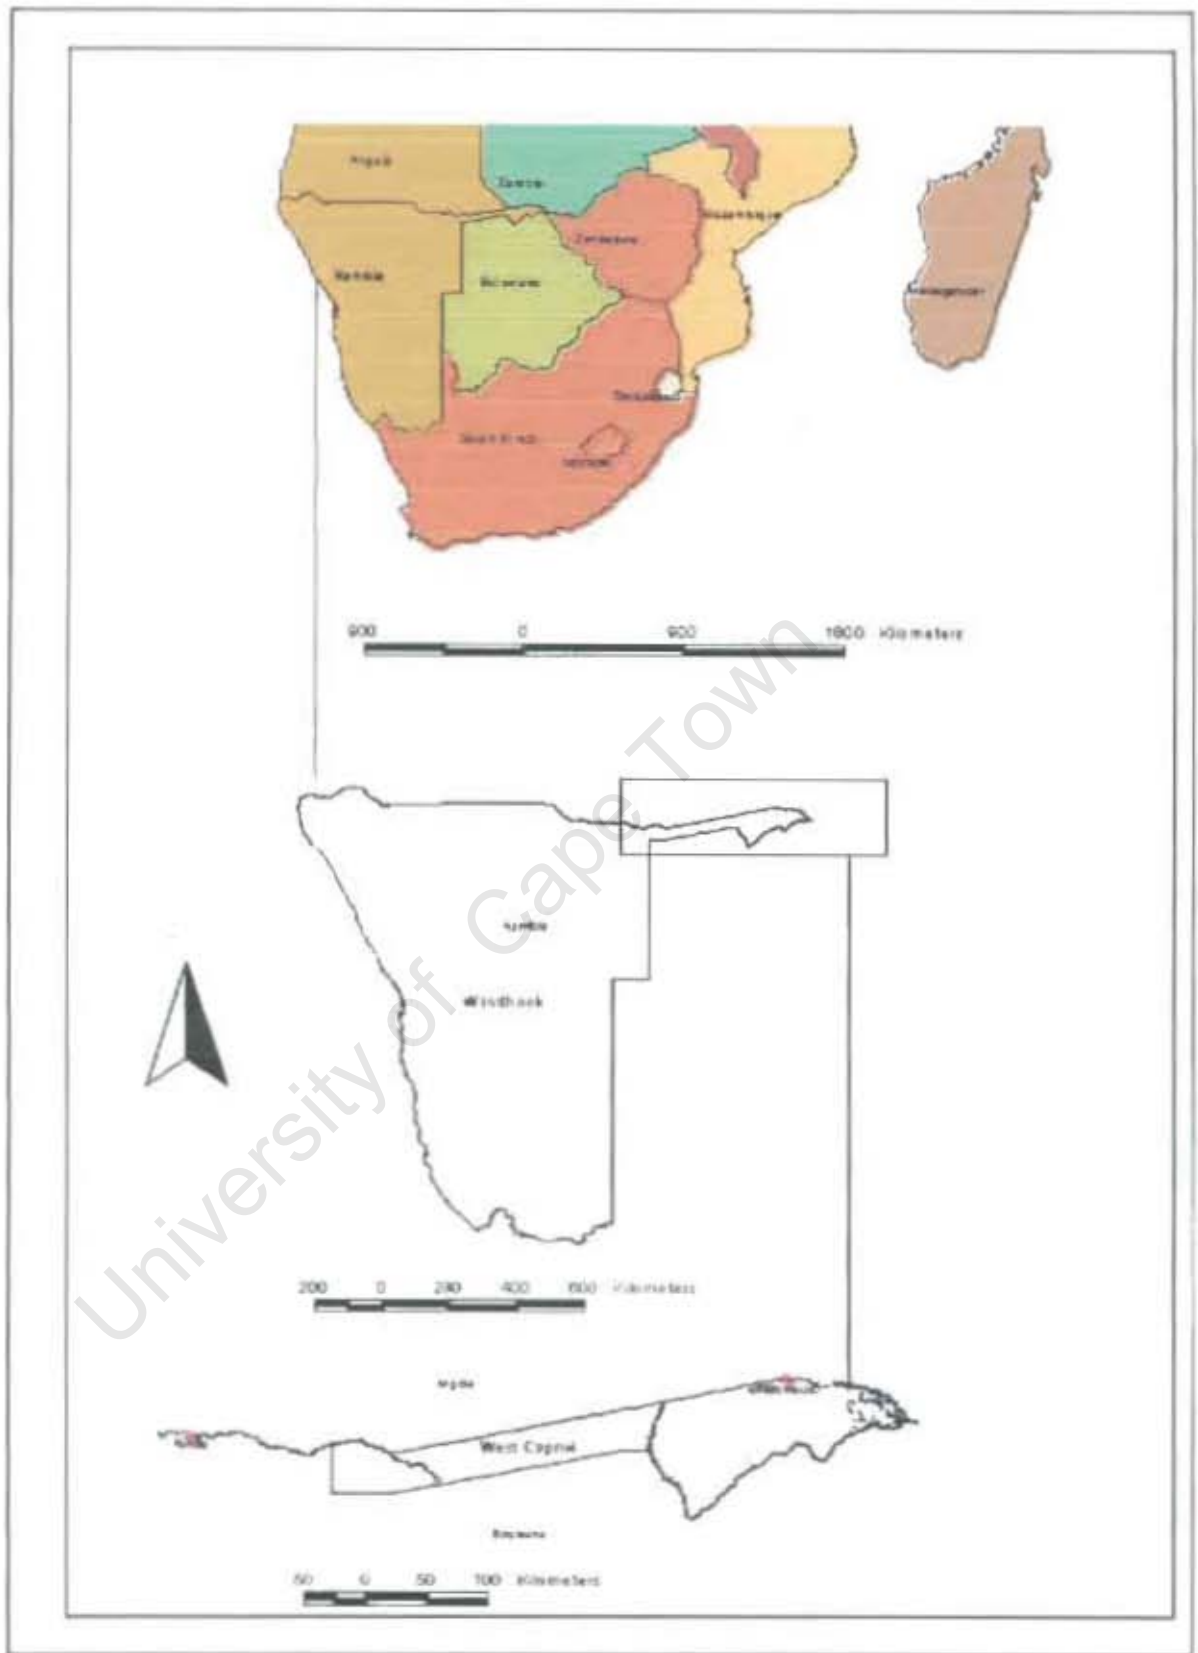 Angola
Zambia
Mozambique
Zimbabwe
Namibia
Botswana
Madagascar
Swaziland
South Africa
Lesotho
900 0 900 1800 Kilometers
Namibia
Windhoek
200 0 200 400 600 Kilometers
Angola
West Caprivi
Botswana
50 0 50 100 Kilometers
University of Cape Town